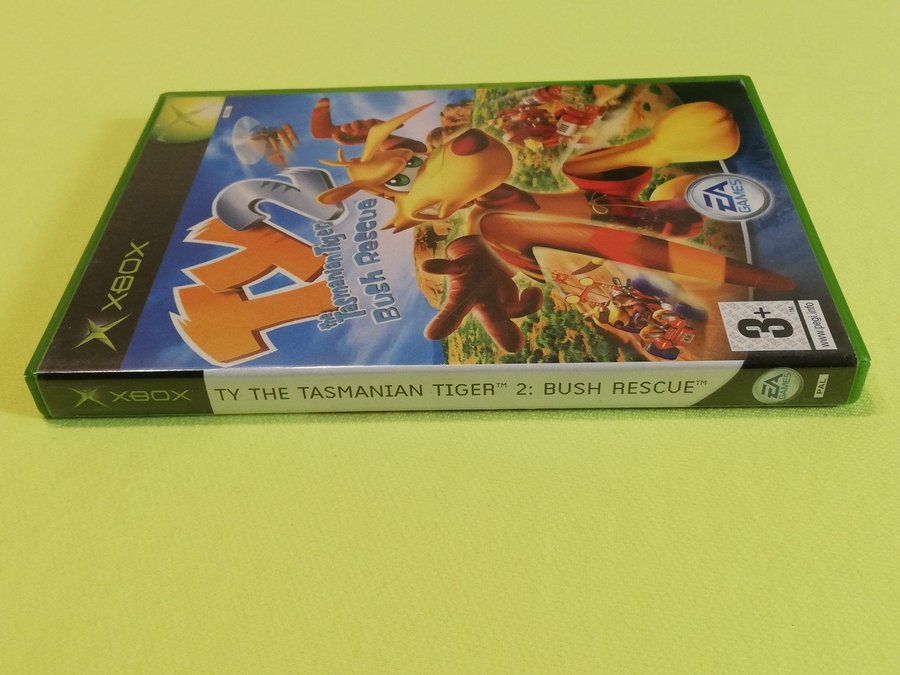 XBOX
TY 2
the
Tasmanian Tiger
Bush Rescue
EA
GAMES
3+
™
www.pegi.info
XBOX
TY THE TASMANIAN TIGER™ 2: BUSH RESCUE™
EA
GAMES
PAL